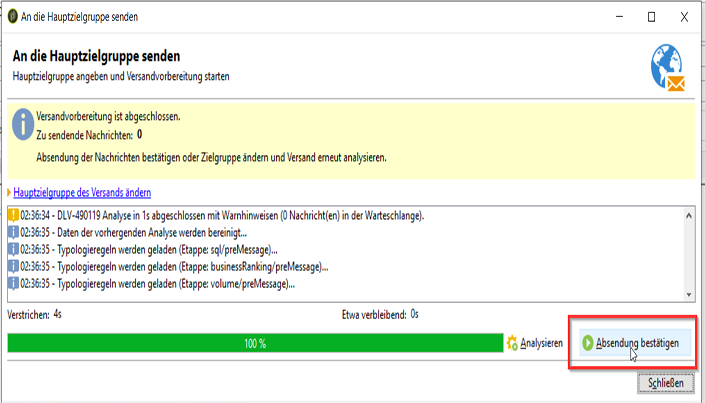 An die Hauptzielgruppe senden
An die Hauptzielgruppe senden
Hauptzielgruppe angeben und Versandvorbereitung starten
Versandvorbereitung ist abgeschlossen.
Zu sendende Nachrichten: 0
Absendung der Nachrichten bestätigen oder Zielgruppe ändern und Versand erneut analysieren.
Hauptzielgruppe des Versands ändern
02:36:34 - DLV-490119 Analyse in 1s abgeschlossen mit Warnhinweisen (0 Nachricht(en) in der Warteschlange).
02:36:35 - Daten der vorhergenden Analyse werden bereinigt...
02:36:35 - Typologieregeln werden geladen (Etappe: sql/preMessage)...
02:36:35 - Typologieregeln werden geladen (Etappe: businessRanking/preMessage)...
02:36:35 - Typologieregeln werden geladen (Etappe: volume/preMessage)...
Verstrichen: 4s Etwa verbleibend: 0s
100 % Analysieren Absendung bestätigen
Schließen